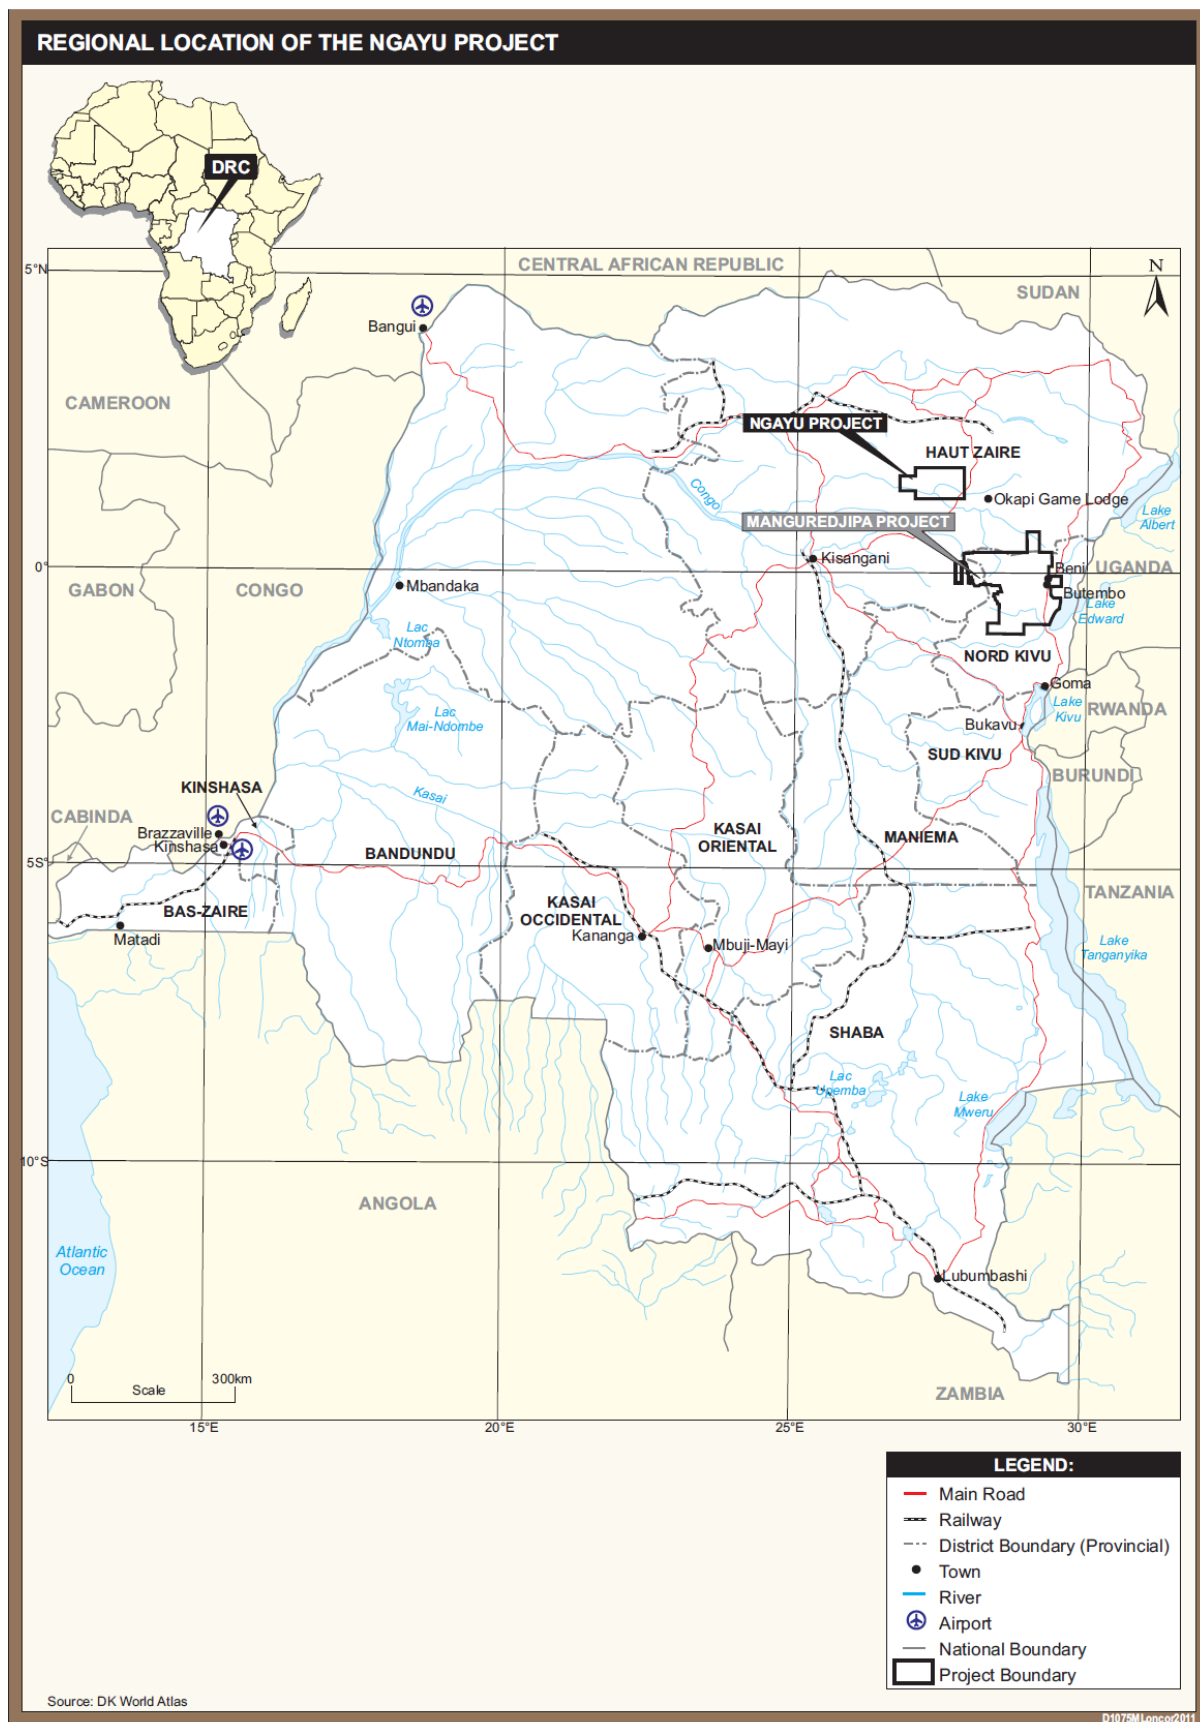 REGIONAL LOCATION OF THE NGAYU PROJECT
DRC
5°N
CENTRAL AFRICAN REPUBLIC
SUDAN
N
Bangui
CAMEROON
NGAYU PROJECT
HAUT ZAIRE
Congo
Okapi Game Lodge
MANGUREDJIPA PROJECT
Lake
Albert
Kisangani
0°
GABON
CONGO
Mbandaka
Beni
UGANDA
Butembo
Lake
Edward
Lac
Ntomba
NORD KIVU
Goma
Lac
Mai-Ndombe
Lake
Kivu
RWANDA
Bukavu
SUD KIVU
BURUNDI
KINSHASA
Kasai
CABINDA
Brazzaville
Kinshasa
KASAI
ORIENTAL
MANIEMA
BANDUNDU
5S°
TANZANIA
BAS-ZAIRE
KASAI
OCCIDENTAL
Kananga
Matadi
Mbuji-Mayi
Lake
Tanganyika
SHABA
Lac
Upemba
Lake
Mweru
10°S
ANGOLA
Atlantic
Ocean
Lubumbashi
0
300km
Scale
ZAMBIA
15°E
20°E
25°E
30°E
LEGEND:
Main Road
Railway
District Boundary (Provincial)
Town
River
Airport
National Boundary
Project Boundary
Source: DK World Atlas
D1075MLoncor2011